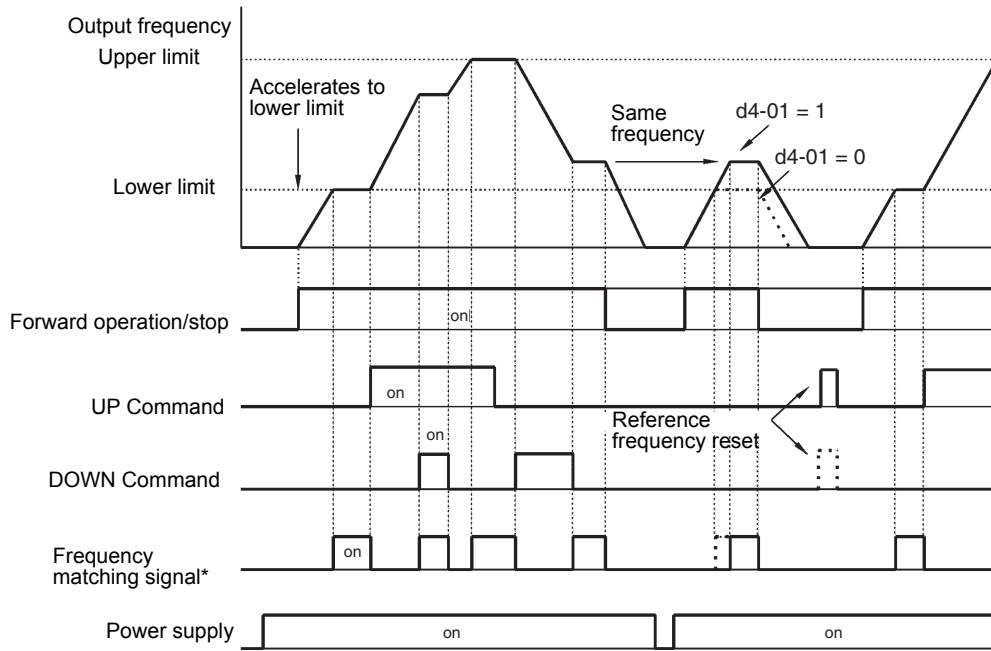 Output frequency
Upper limit
Accelerates to
lower limit
Same
frequency
d4-01 = 1
d4-01 = 0
Lower limit
Forward operation/stop
on
UP Command
on
Reference
frequency reset
on
DOWN Command
Frequency
matching signal*
on
Power supply
on
on